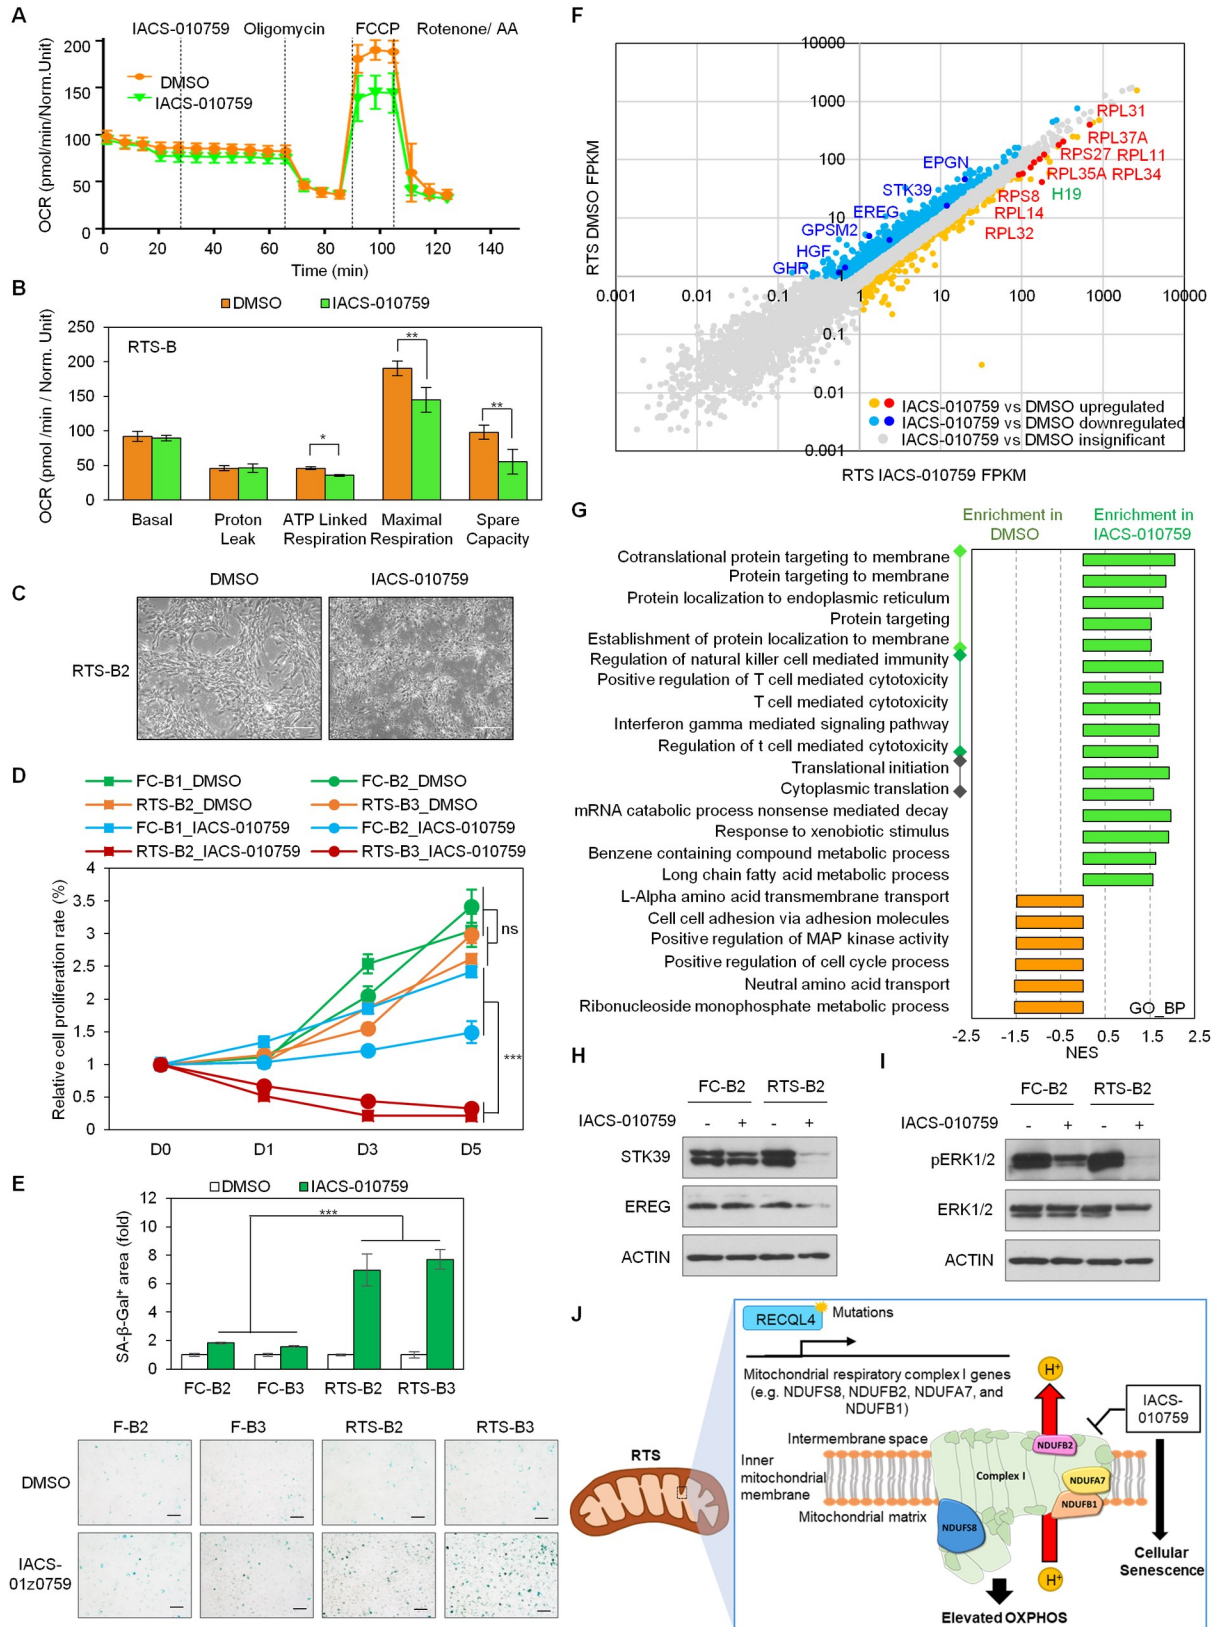 A
IACS-010759 Oligomycin FCCP Rotenone/ AA
OCR (pmol/min/Norm.Unit)
200
150
100
50
0
DMSO
IACS-010759
0 20 40 60 80 100 120 140
Time (min)
B
DMSO IACS-010759
OCR (pmol /min / Norm. Unit)
250
200
150
100
50
0
RTS-B
*
**
**
Basal Proton Leak ATP Linked Respiration Maximal Respiration Spare Capacity
C
DMSO IACS-010759
RTS-B2
D
FC-B1_DMSO FC-B2_DMSO
RTS-B2_DMSO RTS-B3_DMSO
FC-B1_IACS-010759 FC-B2_IACS-010759
RTS-B2_IACS-010759 RTS-B3_IACS-010759
Relative cell proliferation rate (%)
4
3.5
3
2.5
2
1.5
1
0.5
0
ns
***
D0 D1 D3 D5
E
DMSO IACS-010759
SA-β-Gal+ area (fold)
12
10
8
6
4
2
0
***
FC-B2 FC-B3 RTS-B2 RTS-B3
F-B2 F-B3 RTS-B2 RTS-B3
DMSO
IACS-
01z0759
F
RTS DMSO FPKM
10000
1000
100
10
1
0.1
0.01
0.001
0.001 0.01 0.1 1 10 100 1000 10000
RPL31
RPL37A
RPS27 RPL11
RPL35A RPL34
RPS8 H19
RPL14
RPL32
EPGN
STK39
EREG
GPSM2
HGF
GHR
IACS-010759 vs DMSO upregulated
IACS-010759 vs DMSO downregulated
IACS-010759 vs DMSO insignificant
RTS IACS-010759 FPKM
G
Enrichment in DMSO
Enrichment in IACS-010759
Cotranslational protein targeting to membrane
Protein targeting to membrane
Protein localization to endoplasmic reticulum
Protein targeting
Establishment of protein localization to membrane
Regulation of natural killer cell mediated immunity
Positive regulation of T cell mediated cytotoxicity
T cell mediated cytotoxicity
Interferon gamma mediated signaling pathway
Regulation of t cell mediated cytotoxicity
Translational initiation
Cytoplasmic translation
mRNA catabolic process nonsense mediated decay
Response to xenobiotic stimulus
Benzene containing compound metabolic process
Long chain fatty acid metabolic process
L-Alpha amino acid transmembrane transport
Cell cell adhesion via adhesion molecules
Positive regulation of MAP kinase activity
Positive regulation of cell cycle process
Neutral amino acid transport
Ribonucleoside monophosphate metabolic process
GO_BP
-2.5 -1.5 -0.5 0.5 1.5 2.5
NES
H
FC-B2 RTS-B2
IACS-010759 - + - +
STK39
EREG
ACTIN
I
FC-B2 RTS-B2
IACS-010759 - + - +
pERK1/2
ERK1/2
ACTIN
J
RECQL4 Mutations
Mitochondrial respiratory complex I genes
(e.g. NDUFS8, NDUFB2, NDUFA7, and
NDUFB1)
H+
IACS-
010759
Intermembrane space
NDUFB2
RTS
Inner
mitochondrial
membrane
Complex I
NDUFA7
NDUFB1
Mitochondrial matrix
NDUFS8
H+
Cellular
Senescence
Elevated OXPHOS